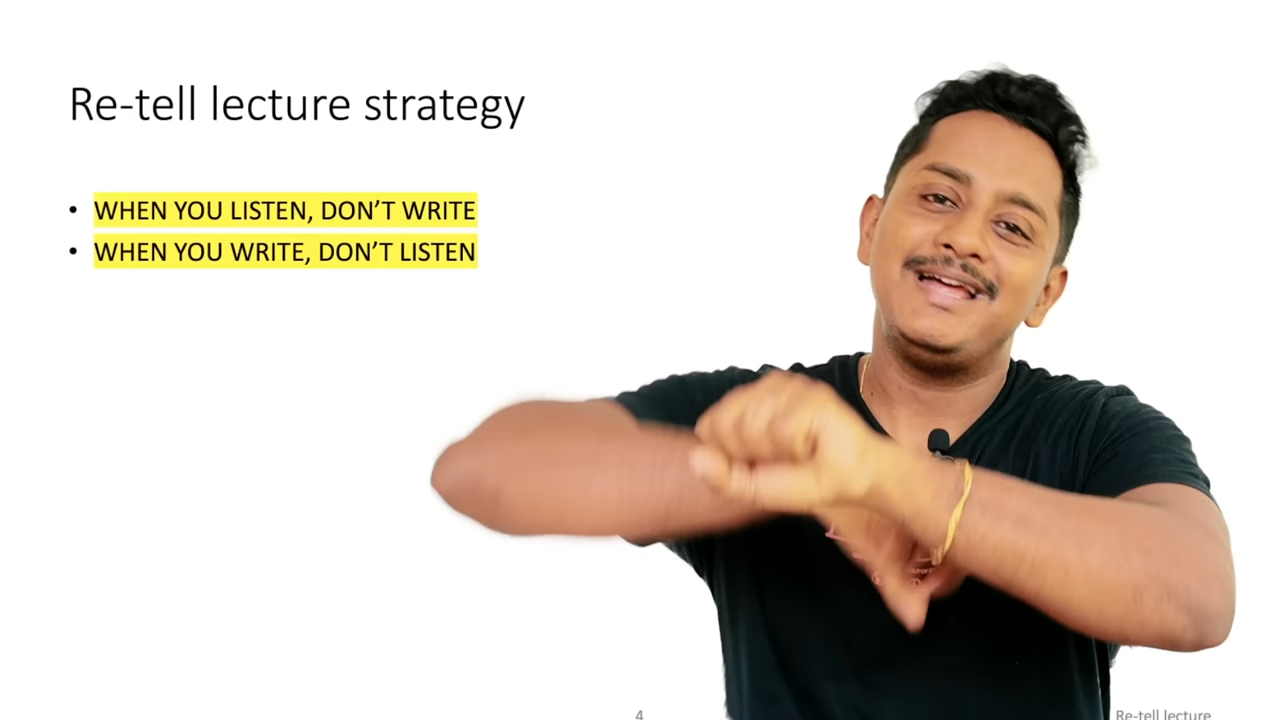 Re-tell lecture strategy
• WHEN YOU LISTEN, DON'T WRITE
• WHEN YOU WRITE, DON'T LISTEN
4
Re-tell lecture